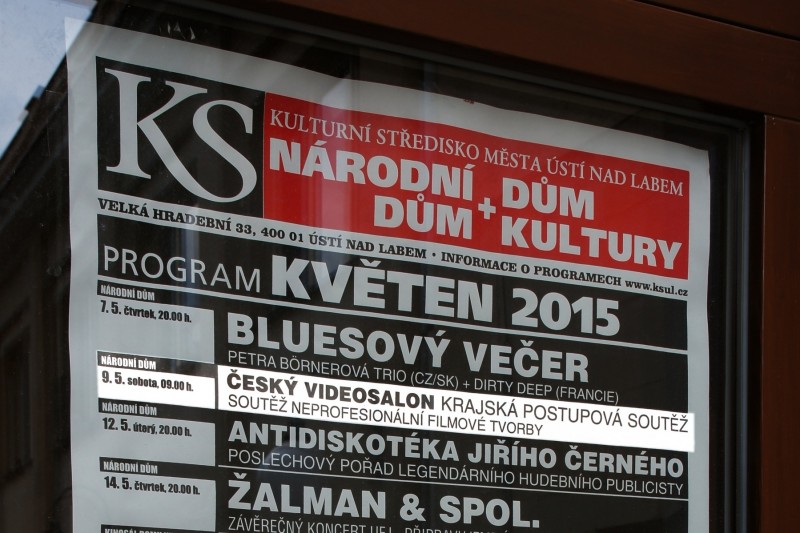 KS
KULTURNÍ STŘEDISKO MĚSTA ÚSTÍ NAD LABEM
NÁRODNÍ DŮM + DŮM KULTURY
VELKÁ HRADEBNÍ 33, 400 01 ÚSTÍ NAD LABEM • INFORMACE O PROGRAMECH www.ksul.cz
PROGRAM KVĚTEN 2015
NÁRODNÍ DŮM
7. 5. čtvrtek, 20.00 h.
BLUESOVÝ VEČER
PETRA BÖRNEROVÁ TRIO (CZ/SK) + DIRTY DEEP (FRANCIE)
NÁRODNÍ DŮM
9. 5. sobota, 09.00 h.
ČESKÝ VIDEOSALON KRAJSKÁ POSTUPOVÁ SOUTĚŽ
SOUTĚŽ NEPROFESIONÁLNÍ FILMOVÉ TVORBY
NÁRODNÍ DŮM
12. 5. úterý, 20.00 h.
ANTIDISKOTÉKA JIŘÍHO ČERNÉHO
POSLECHOVÝ POŘAD LEGENDÁRNÍHO HUDEBNÍHO PUBLICISTY
NÁRODNÍ DŮM
14. 5. čtvrtek, 20.00 h.
ŽALMAN & SPOL.
ZÁVĚREČNÝ KONCERT